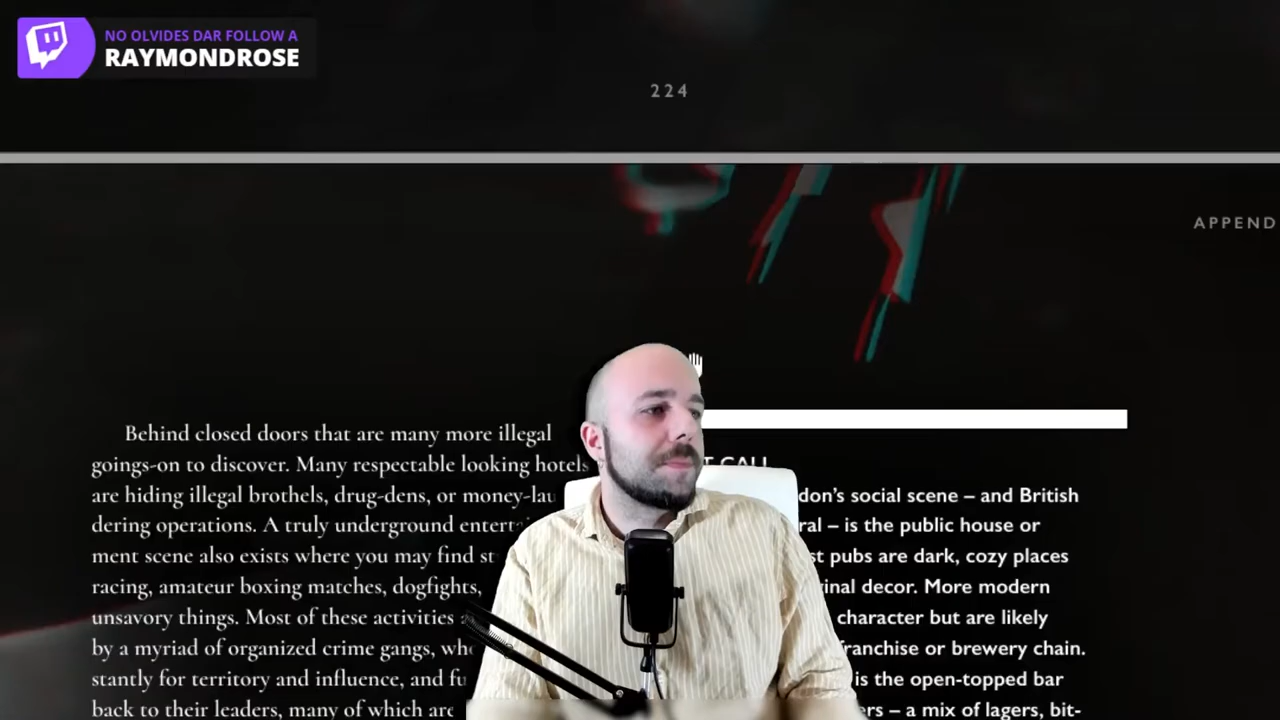 NO OLVIDES DAR FOLLOW A
RAYMONDROSE
224
APPEND
Behind closed doors that are many more illegal
goings-on to discover. Many respectable looking hotels
are hiding illegal brothels, drug-dens, or money-lau
dering operations. A truly underground enterta
ment scene also exists where you may find st
racing, amateur boxing matches, dogfights,
unsavory things. Most of these activities
by a myriad of organized crime gangs, who
stantly for territory and influence, and fu
back to their leaders, many of which are
T CALL
don's social scene – and British
ral – is the public house or
st pubs are dark, cozy places
ginal decor. More modern
character but are likely
franchise or brewery chain.
is the open-topped bar
ers – a mix of lagers, bit-